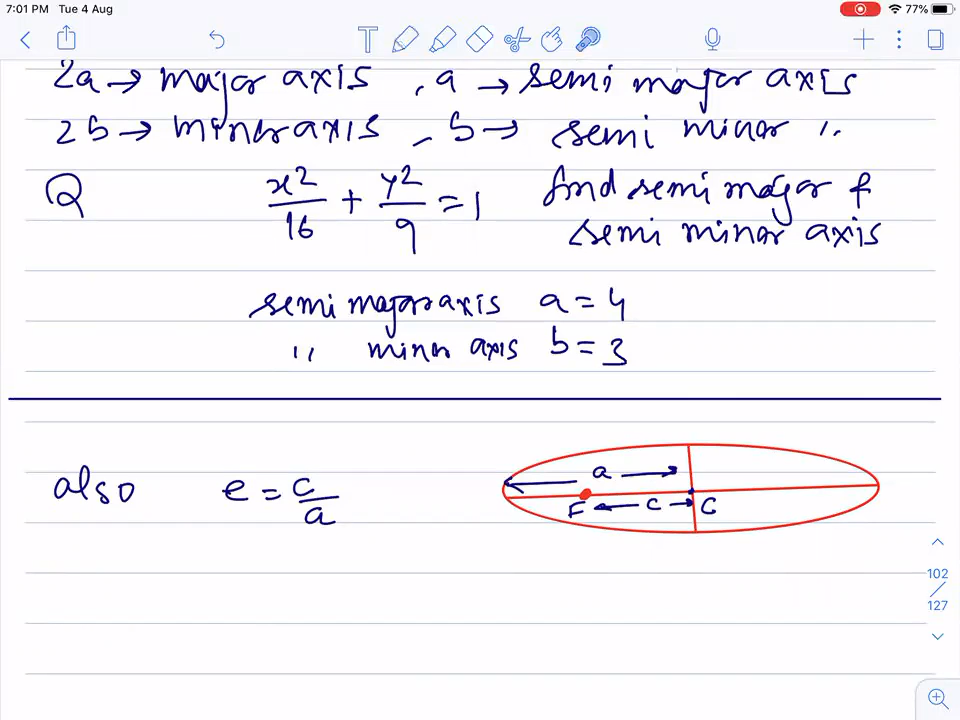 7:01 PM Tue 4 Aug 77%
2a → major axis, a → semi major axis
2b → minor axis, b → semi minor ,,
Q x²/16 + y²/9 = 1 find semi major &
semi minor axis
semi major axis a = 4
,, minor axis b = 3
also e = c/a
a
F c C
102
/
127